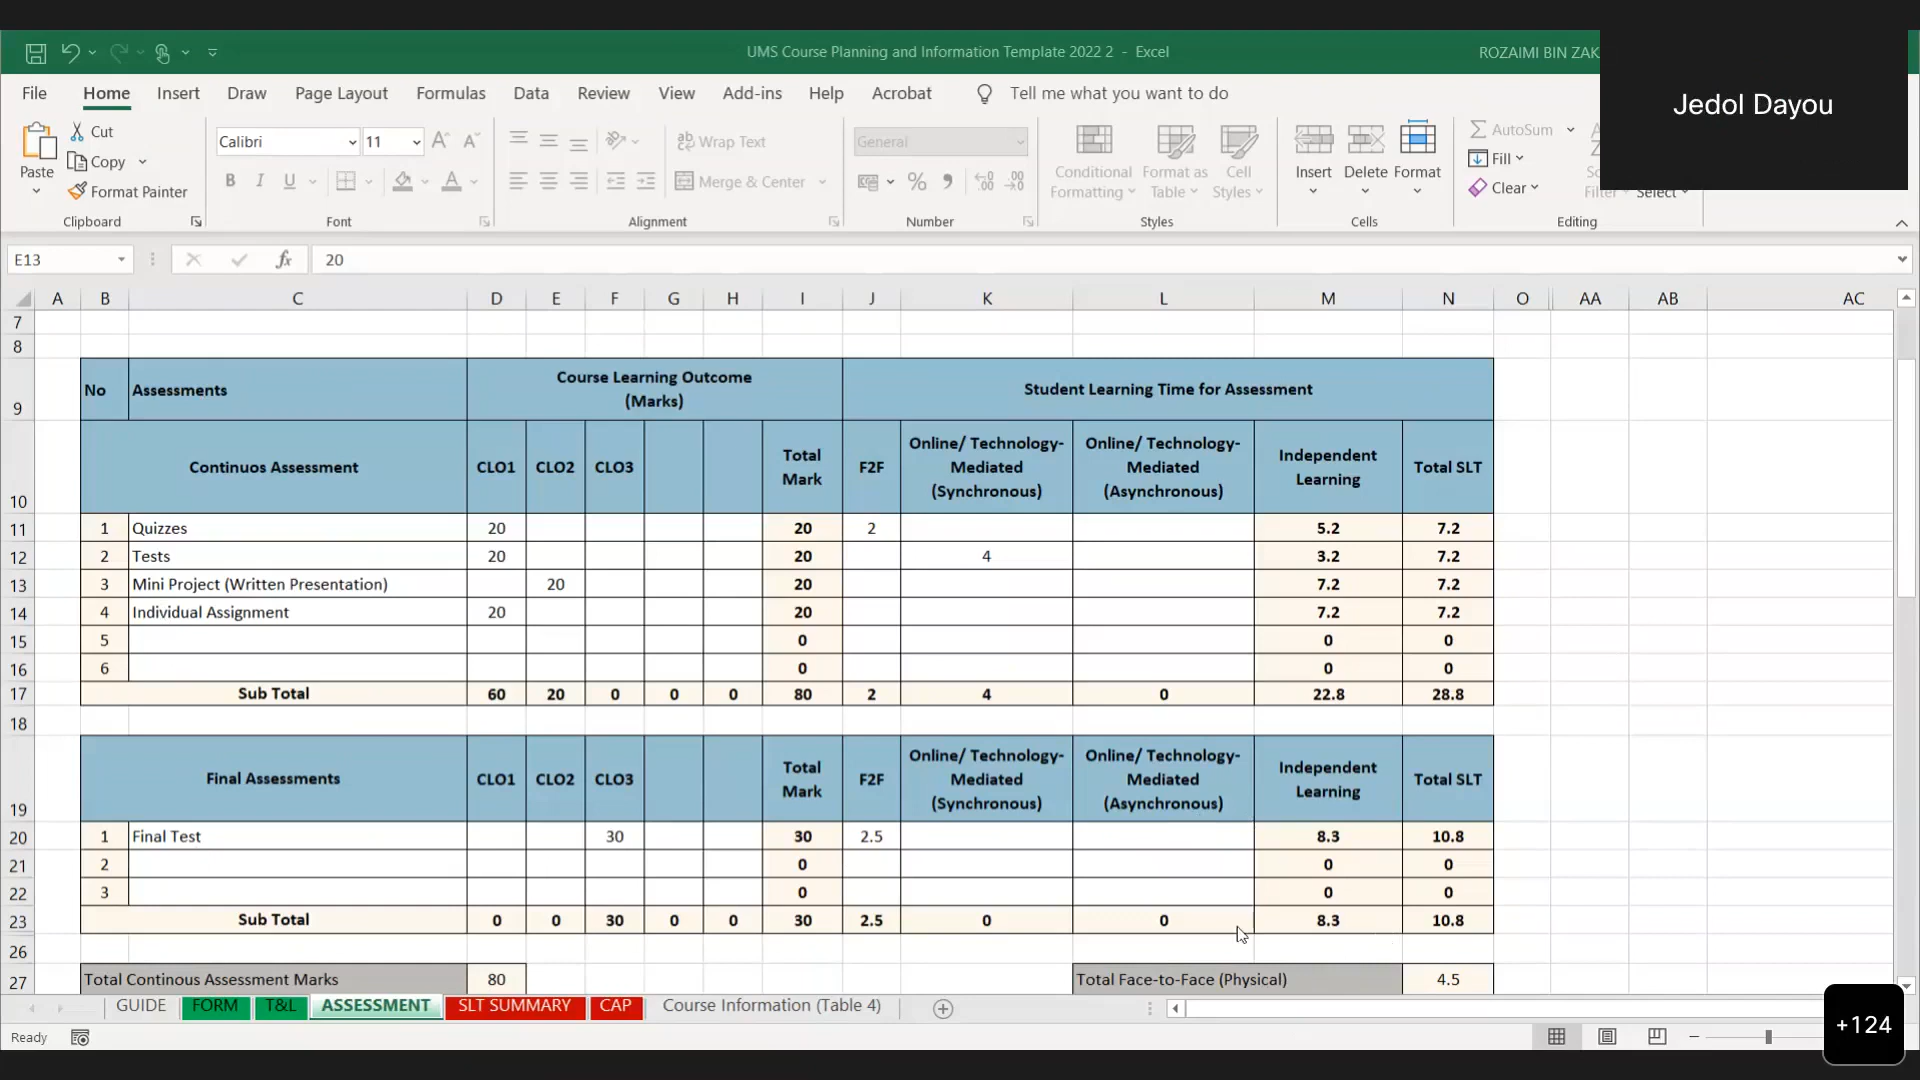 UMS Course Planning and Information Template 2022 2 - Excel
ROZAIMI BIN ZAK
Jedol Dayou
File Home Insert Draw Page Layout Formulas Data Review View Add-ins Help Acrobat Tell me what you want to do
Paste
Cut
Copy
Format Painter
Clipboard
Calibri 11
B I U
Font
Wrap Text
Merge & Center
Alignment
General
Number
Conditional Formatting
Format as Table
Cell Styles
Styles
Insert Delete Format
Cells
AutoSum
Fill
Clear
Filter
Select
Editing
E13 fx 20
A B C D E F G H I J K L M N O AA AB AC
7
8
9 No Assessments Course Learning Outcome (Marks) Student Learning Time for Assessment
10 Continuos Assessment CLO1 CLO2 CLO3 Total Mark F2F Online/ Technology-Mediated (Synchronous) Online/ Technology-Mediated (Asynchronous) Independent Learning Total SLT
11 1 Quizzes 20 20 2 5.2 7.2
12 2 Tests 20 20 4 3.2 7.2
13 3 Mini Project (Written Presentation) 20 20 7.2 7.2
14 4 Individual Assignment 20 20 7.2 7.2
15 5 0 0 0
16 6 0 0 0
17 Sub Total 60 20 0 0 0 80 2 4 0 22.8 28.8
18
19 Final Assessments CLO1 CLO2 CLO3 Total Mark F2F Online/ Technology-Mediated (Synchronous) Online/ Technology-Mediated (Asynchronous) Independent Learning Total SLT
20 1 Final Test 30 30 2.5 8.3 10.8
21 2 0 0 0
22 3 0 0 0
23 Sub Total 0 0 30 0 0 30 2.5 0 0 8.3 10.8
26
27 Total Continous Assessment Marks 80 Total Face-to-Face (Physical) 4.5
GUIDE FORM T&L ASSESSMENT SLT SUMMARY CAP Course Information (Table 4)
Ready
+124